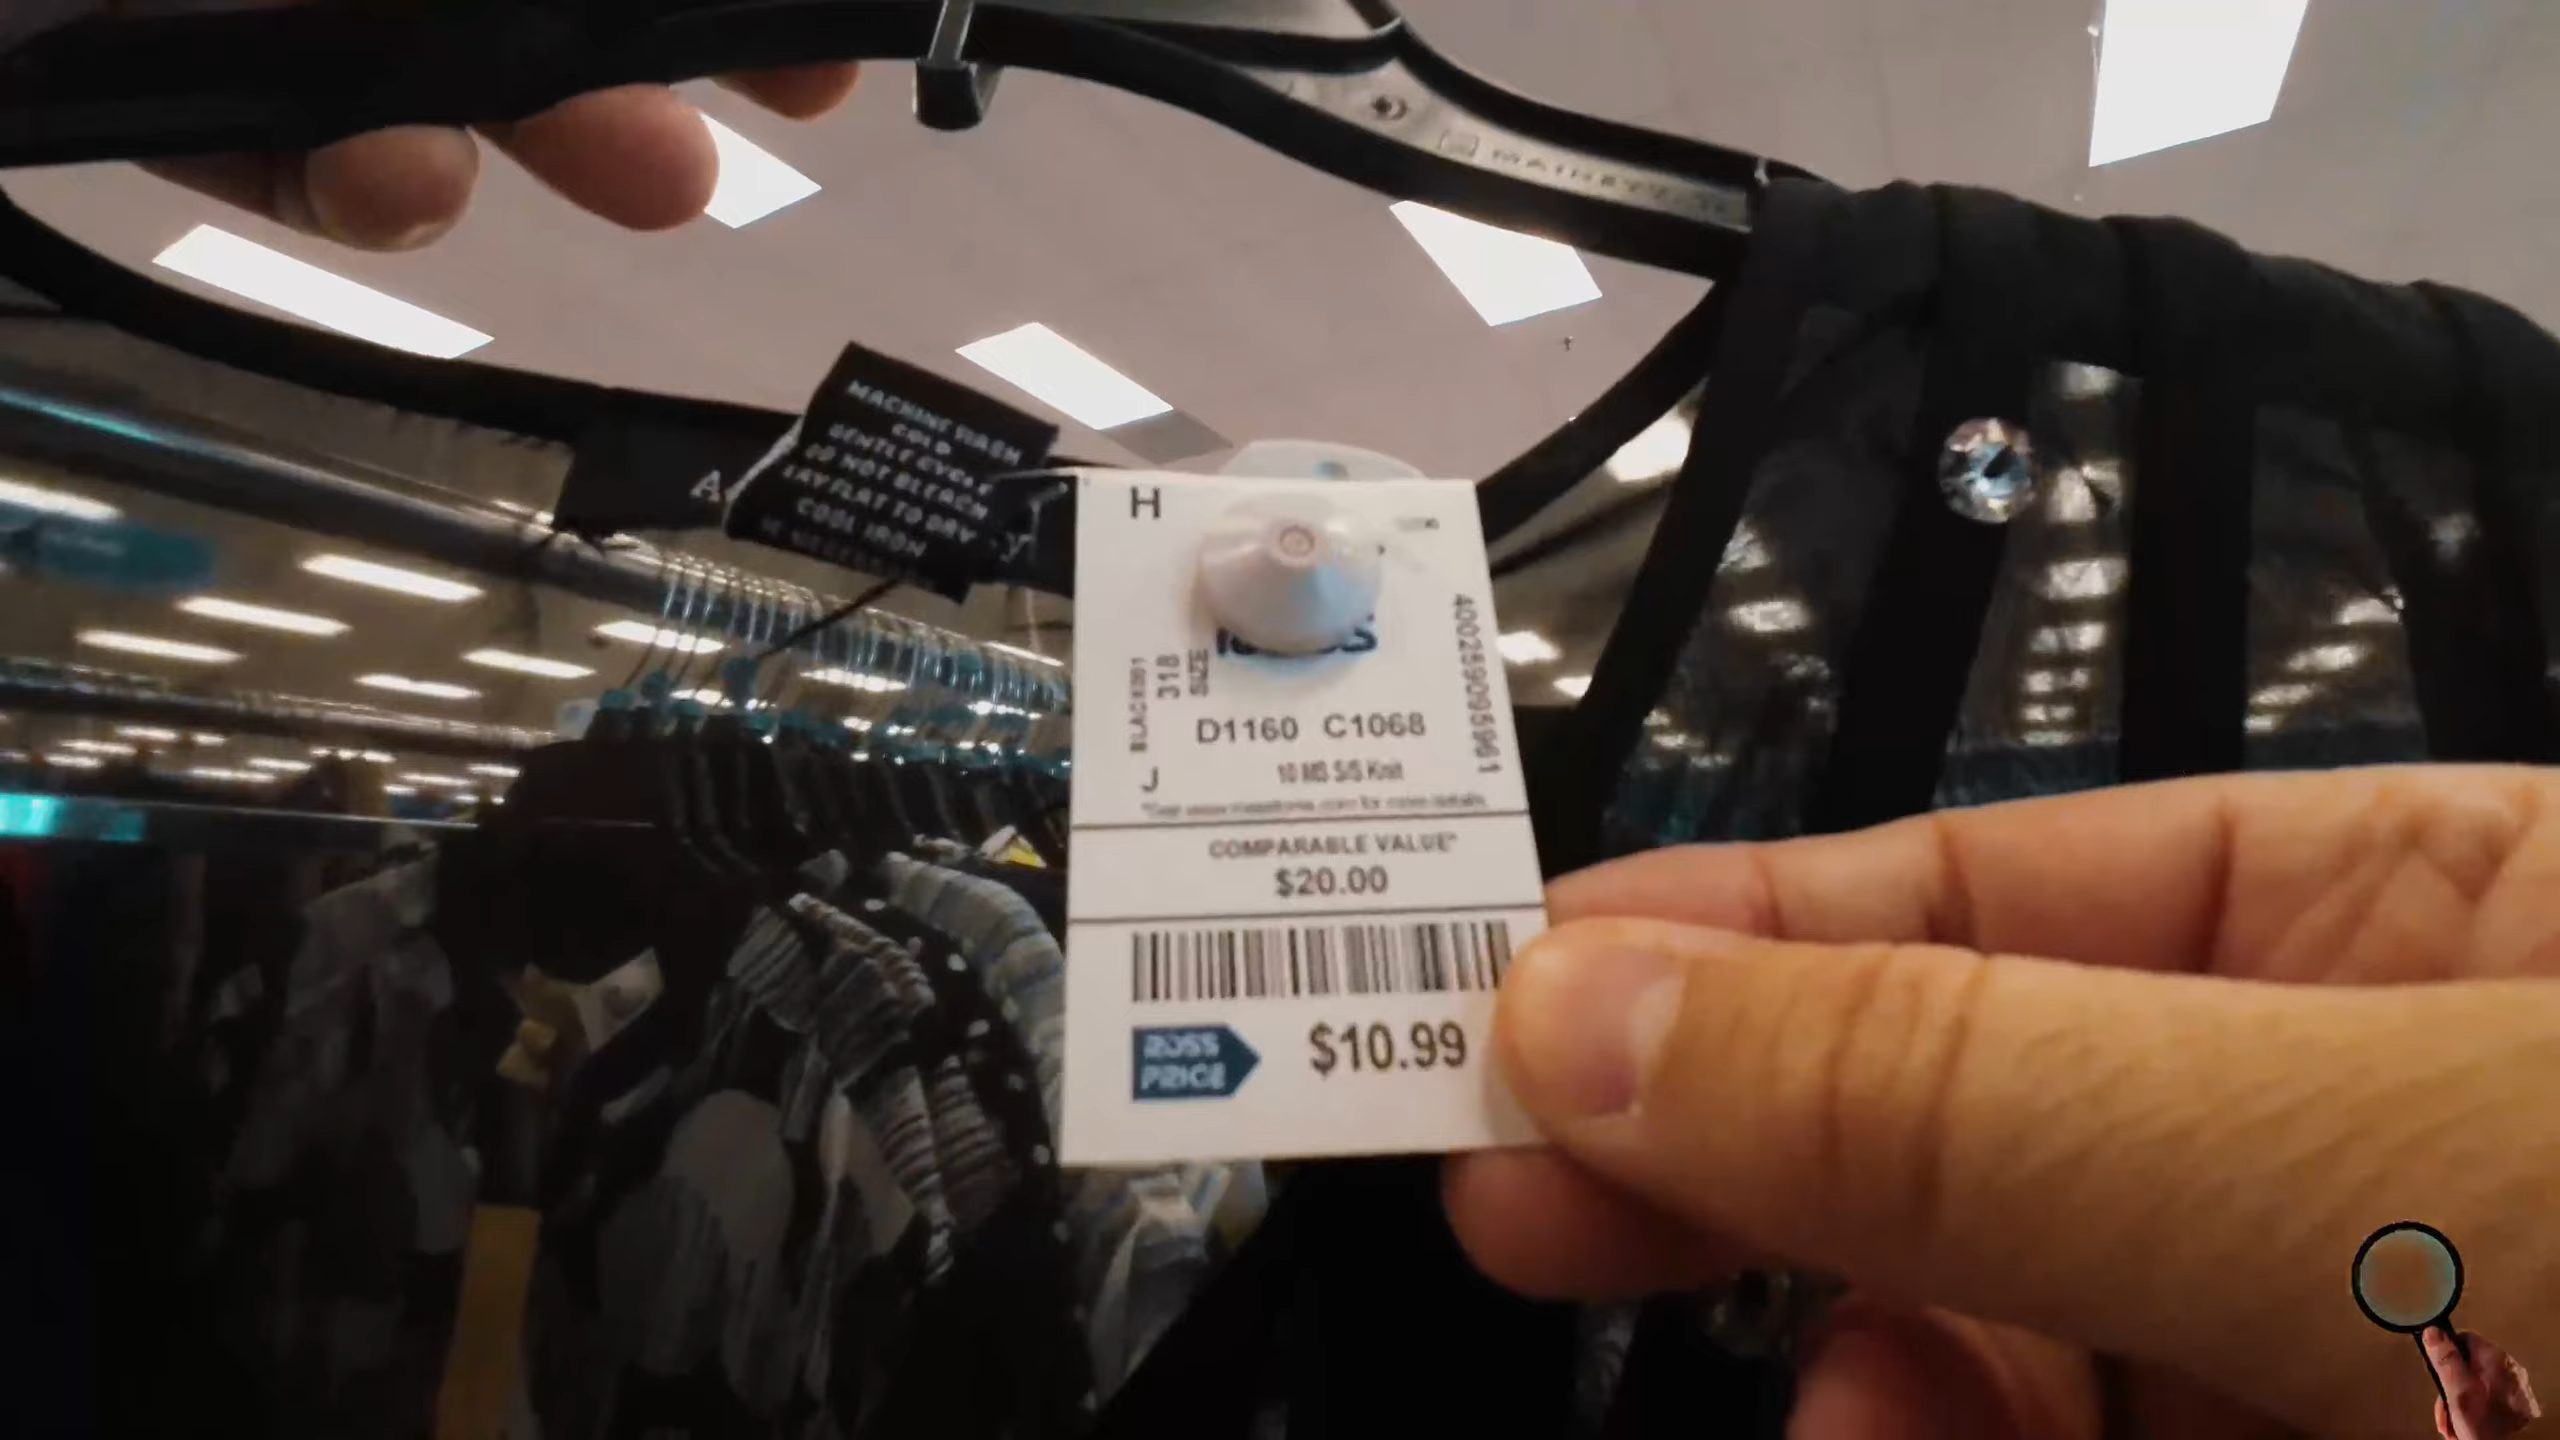 MACHINE WASH
COLD
GENTLE CYCLE
DO NOT BLEACH
LAY FLAT TO DRY
COOL IRON
A
y
H
SIZE
318
BLACK001
D1160 C1068
J
10 MS S/S Knit
COMPARABLE VALUE*
$20.00
ROSS
PRICE
$10.99